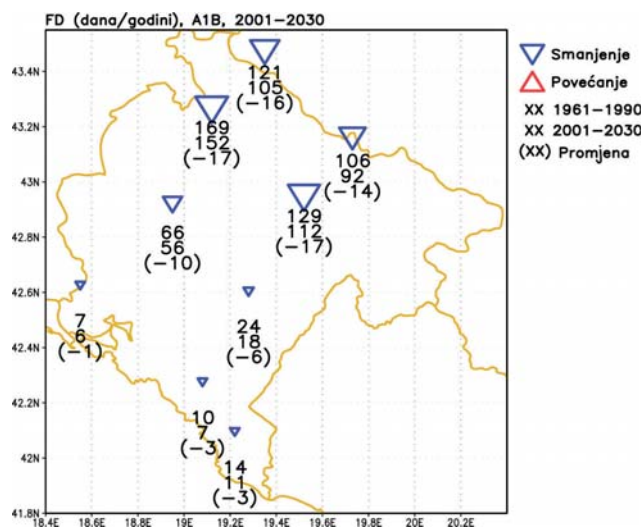 FD (dana/godini), A1B, 2001−2030
43.4N
43.2N
43N
42.8N
42.6N
42.4N
42.2N
42N
41.8N
18.4E
18.6E
18.8E
19E
19.2E
19.4E
19.6E
19.8E
20E
20.2E
121
105
(−16)
169
152
(−17)
106
92
(−14)
129
112
(−17)
66
56
(−10)
7
6
(−1)
24
18
(−6)
10
7
(−3)
14
11
(−3)
Smanjenje
Povećanje
XX 1961−1990
XX 2001−2030
(XX) Promjena